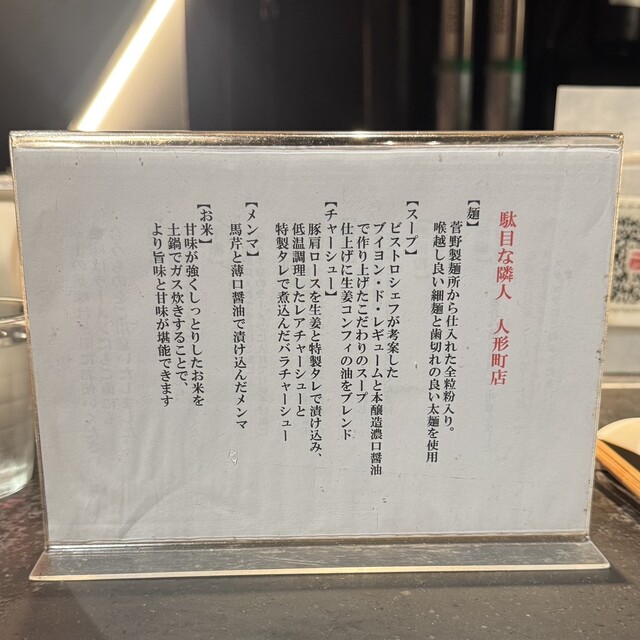 駄目な隣人　人形町店
【麺】
菅野製麺所から仕入れた全粒粉入り。
喉越し良い細麺と歯切れの良い太麺を使用
【スープ】
ビストロシェフが考案した
ブイヨン・ド・レギュームと本醸造濃口醤油
で作り上げたこだわりのスープ
仕上げに生姜コンフィの油をブレンド
【チャーシュー】
豚肩ロースを生姜と特製タレで漬け込み、
低温調理したレアチャーシューと
特製タレで煮込んだバラチャーシュー
【メンマ】
馬芹と薄口醤油で漬け込んだメンマ
【お米】
甘味が強くしっとりしたお米を
土鍋でガス炊きすることで、
より旨味と甘味が堪能できます